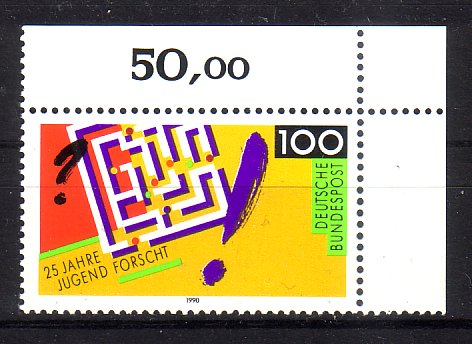 50,00
?
!
100
DEUTSCHE
BUNDESPOST
25 JAHRE
JUGEND FORSCHT
1990